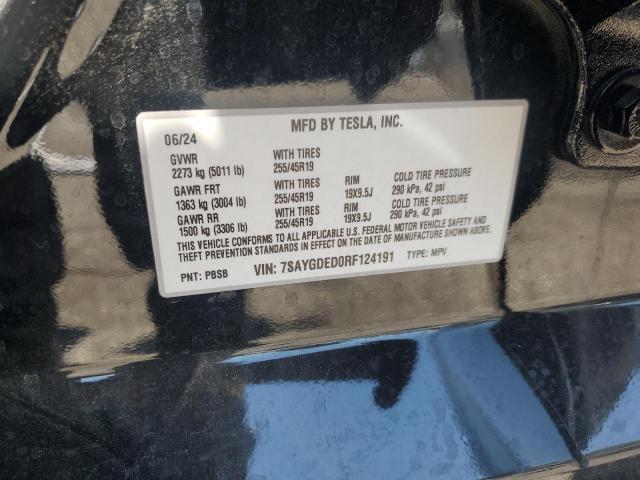 MFD BY TESLA, INC.
06/24
GVWR WITH TIRES
2273 kg (5011 lb) 255/45R19
GAWR FRT WITH TIRES RIM COLD TIRE PRESSURE
1363 kg (3004 lb) 255/45R19 19X9.5J 290 kPa, 42 psi
GAWR RR WITH TIRES RIM COLD TIRE PRESSURE
1500 kg (3306 lb) 255/45R19 19X9.5J 290 kPa, 42 psi
THIS VEHICLE CONFORMS TO ALL APPLICABLE U.S. FEDERAL MOTOR VEHICLE SAFETY AND
THEFT PREVENTION STANDARDS IN EFFECT ON THE DATE OF MANUFACTURE SHOWN ABOVE.
PNT: PBSB VIN: 7SAYGDED0RF124191 TYPE: MPV